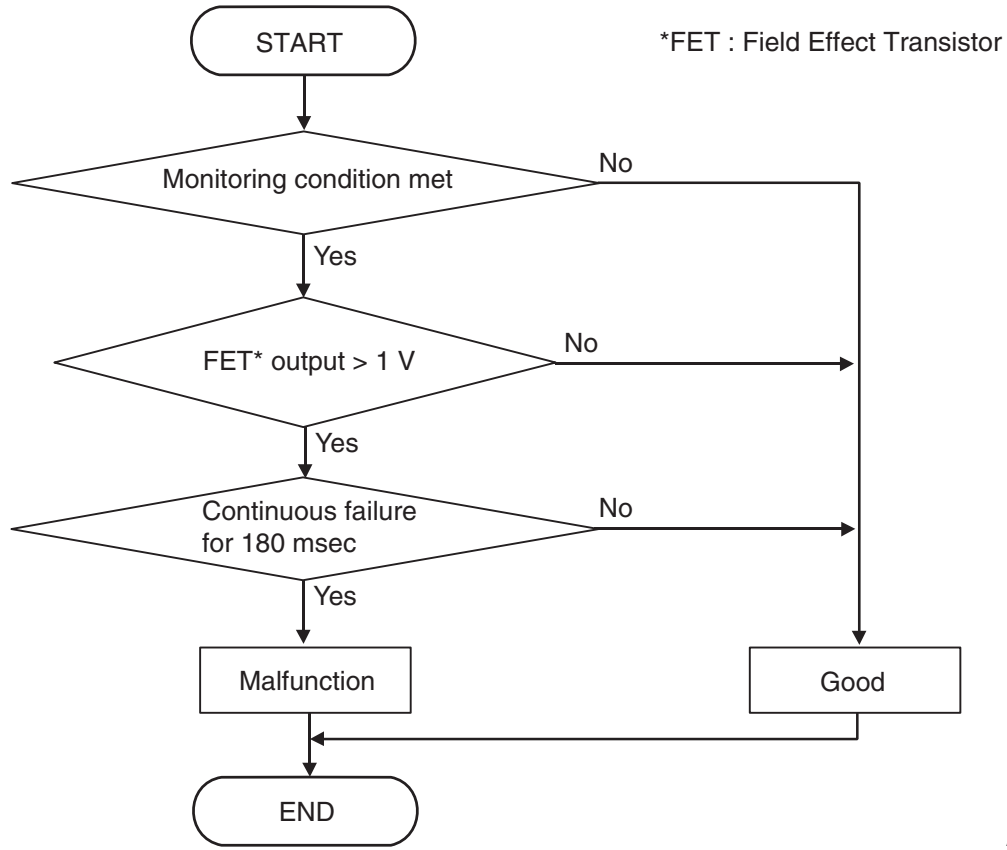 START
*FET : Field Effect Transistor
Monitoring condition met
No
Yes
FET* output > 1 V
No
Yes
Continuous failure
for 180 msec
No
Yes
Malfunction
Good
END